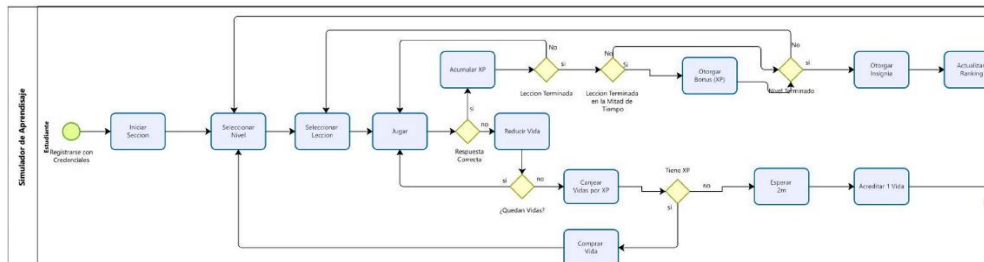 Simulador de Aprendisaje
Estudiante
Registrarse con
Credenciales
Iniciar
Seccion
Seleccionar
Nivel
Seleccionar
Leccion
Jugar
Respuesta
Correcta
si
no
Acumular XP
Leccion Terminada
No
si
Leccion Terminada
en la Mitad de
Tiempo
No
Si
Otorgar
Bonus (XP)
Nivel Terminado
No
si
Otorgar
Insignia
Actualizar
Ranking
Reducir Vida
¿Quedan Vidas?
si
no
Canjear
Vidas por XP
Tiene XP
no
si
Esperar
2m
Acreditar 1 Vida
Comprar
Vida